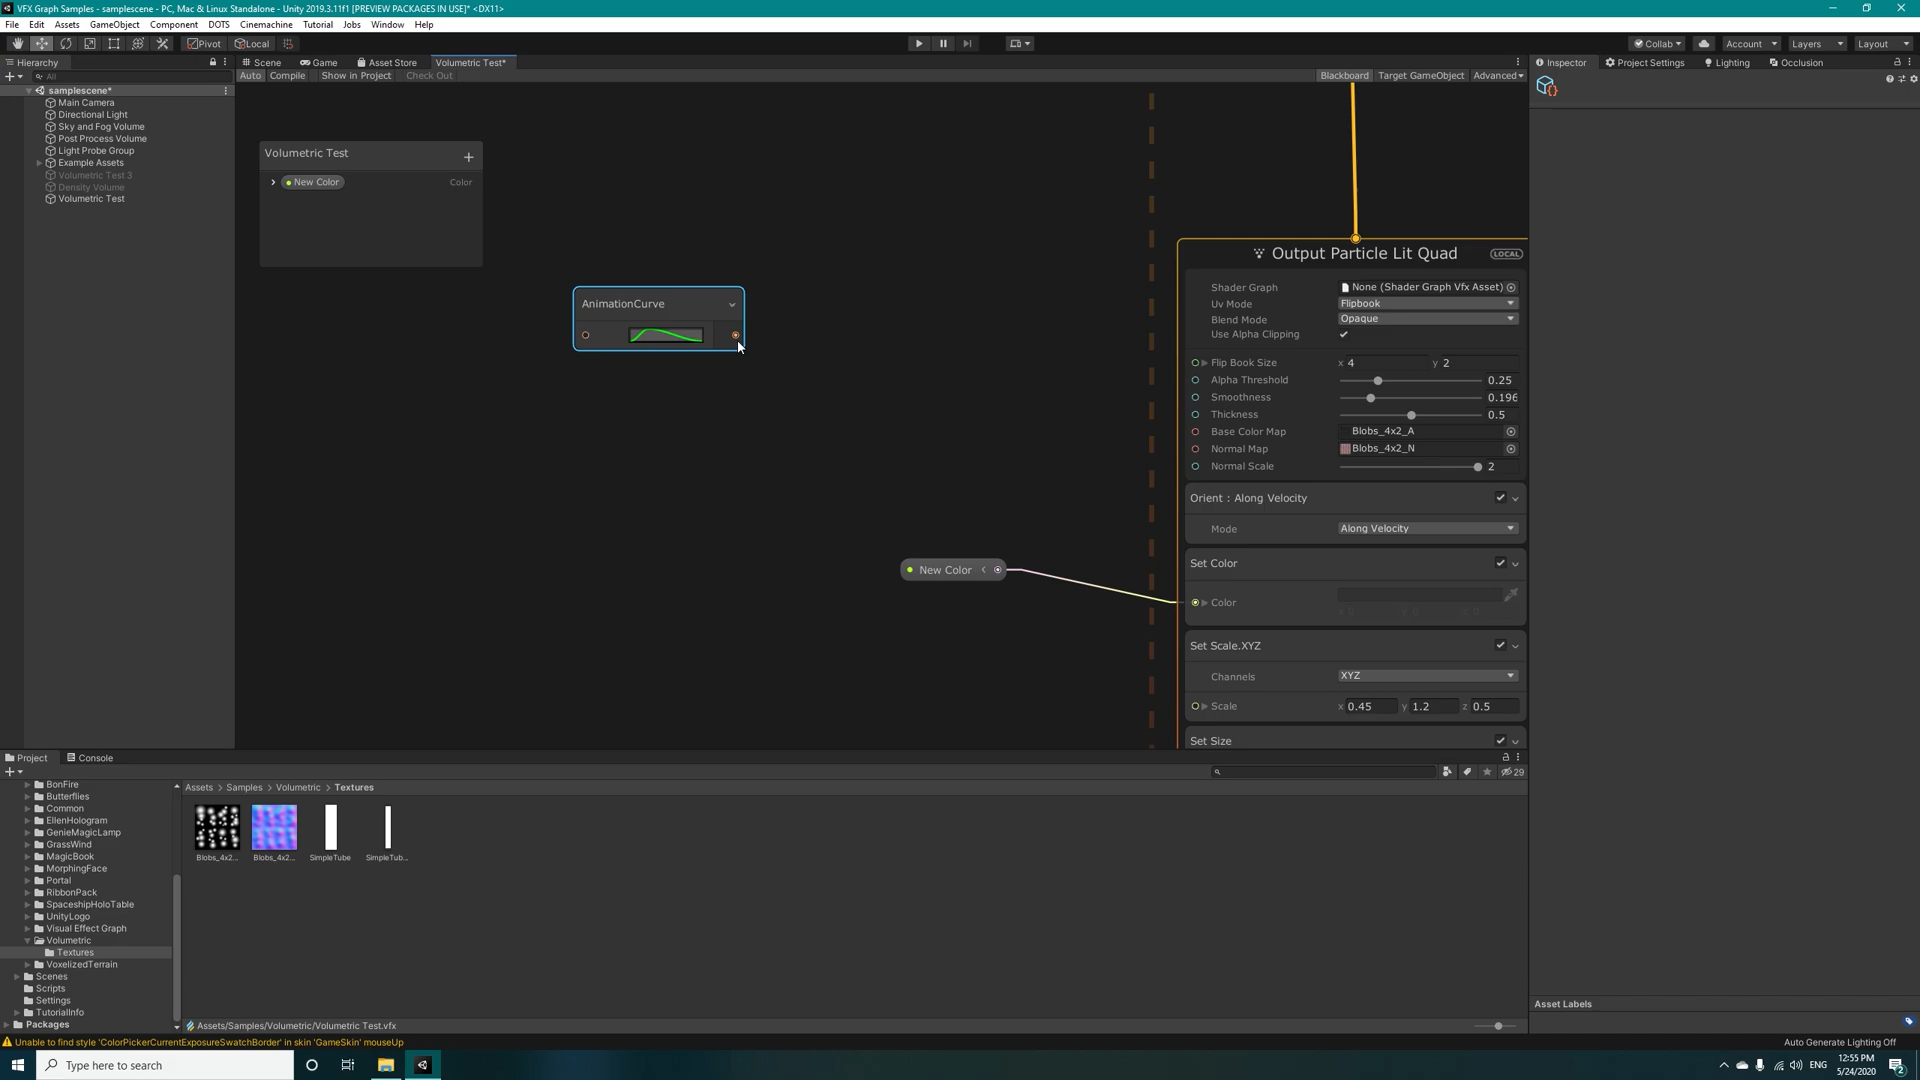 VFX Graph Samples - samplescene - PC, Mac & Linux Standalone - Unity 2019.3.11f1 [PREVIEW PACKAGES IN USE]* <DX11>
File Edit Assets GameObject Component DOTS Cinemachine Tutorial Jobs Window Help
Pivot Local Collab Account Layers Layout
Hierarchy Scene Game Asset Store Volumetric Test* Inspector Project Settings Lighting Occlusion
All Auto Compile Show in Project Check Out Blackboard Target GameObject Advanced
samplescene*
Main Camera
Directional Light
Sky and Fog Volume
Post Process Volume
Light Probe Group
Example Assets
Volumetric Test 3
Density Volume
Volumetric Test
Volumetric Test
New Color Color
AnimationCurve
New Color
Output Particle Lit Quad LOCAL
Shader Graph None (Shader Graph Vfx Asset)
Uv Mode Flipbook
Blend Mode Opaque
Use Alpha Clipping
Flip Book Size x 4 y 2
Alpha Threshold 0.25
Smoothness 0.196
Thickness 0.5
Base Color Map Blobs_4x2_A
Normal Map Blobs_4x2_N
Normal Scale 2
Orient : Along Velocity
Mode Along Velocity
Set Color
Color
Set Scale.XYZ
Channels XYZ
Scale x 0.45 y 1.2 z 0.5
Set Size
Project Console
29
BonFire
Butterflies
Common
EllenHologram
GenieMagicLamp
GrassWind
MagicBook
MorphingFace
Portal
RibbonPack
SpaceshipHoloTable
UnityLogo
Visual Effect Graph
Volumetric
Textures
VoxelizedTerrain
Scenes
Scripts
Settings
TutorialInfo
Packages
Assets > Samples > Volumetric > Textures
Blobs_4x2... Blobs_4x2... SimpleTube SimpleTub...
Assets/Samples/Volumetric/Volumetric Test.vfx
Asset Labels
Unable to find style 'ColorPickerCurrentExposureSwatchBorder' in skin 'GameSkin' mouseUp
Auto Generate Lighting Off
Type here to search
ENG
12:55 PM
5/24/2020
2